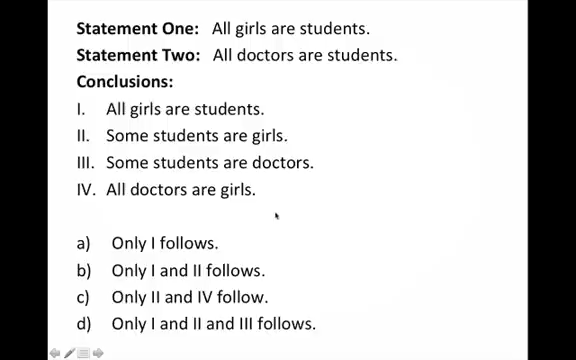 Statement One: All girls are students.
Statement Two: All doctors are students.
Conclusions:
I. All girls are students.
II. Some students are girls.
III. Some students are doctors.
IV. All doctors are girls.
a) Only I follows.
b) Only I and II follows.
c) Only II and IV follow.
d) Only I and II and III follows.